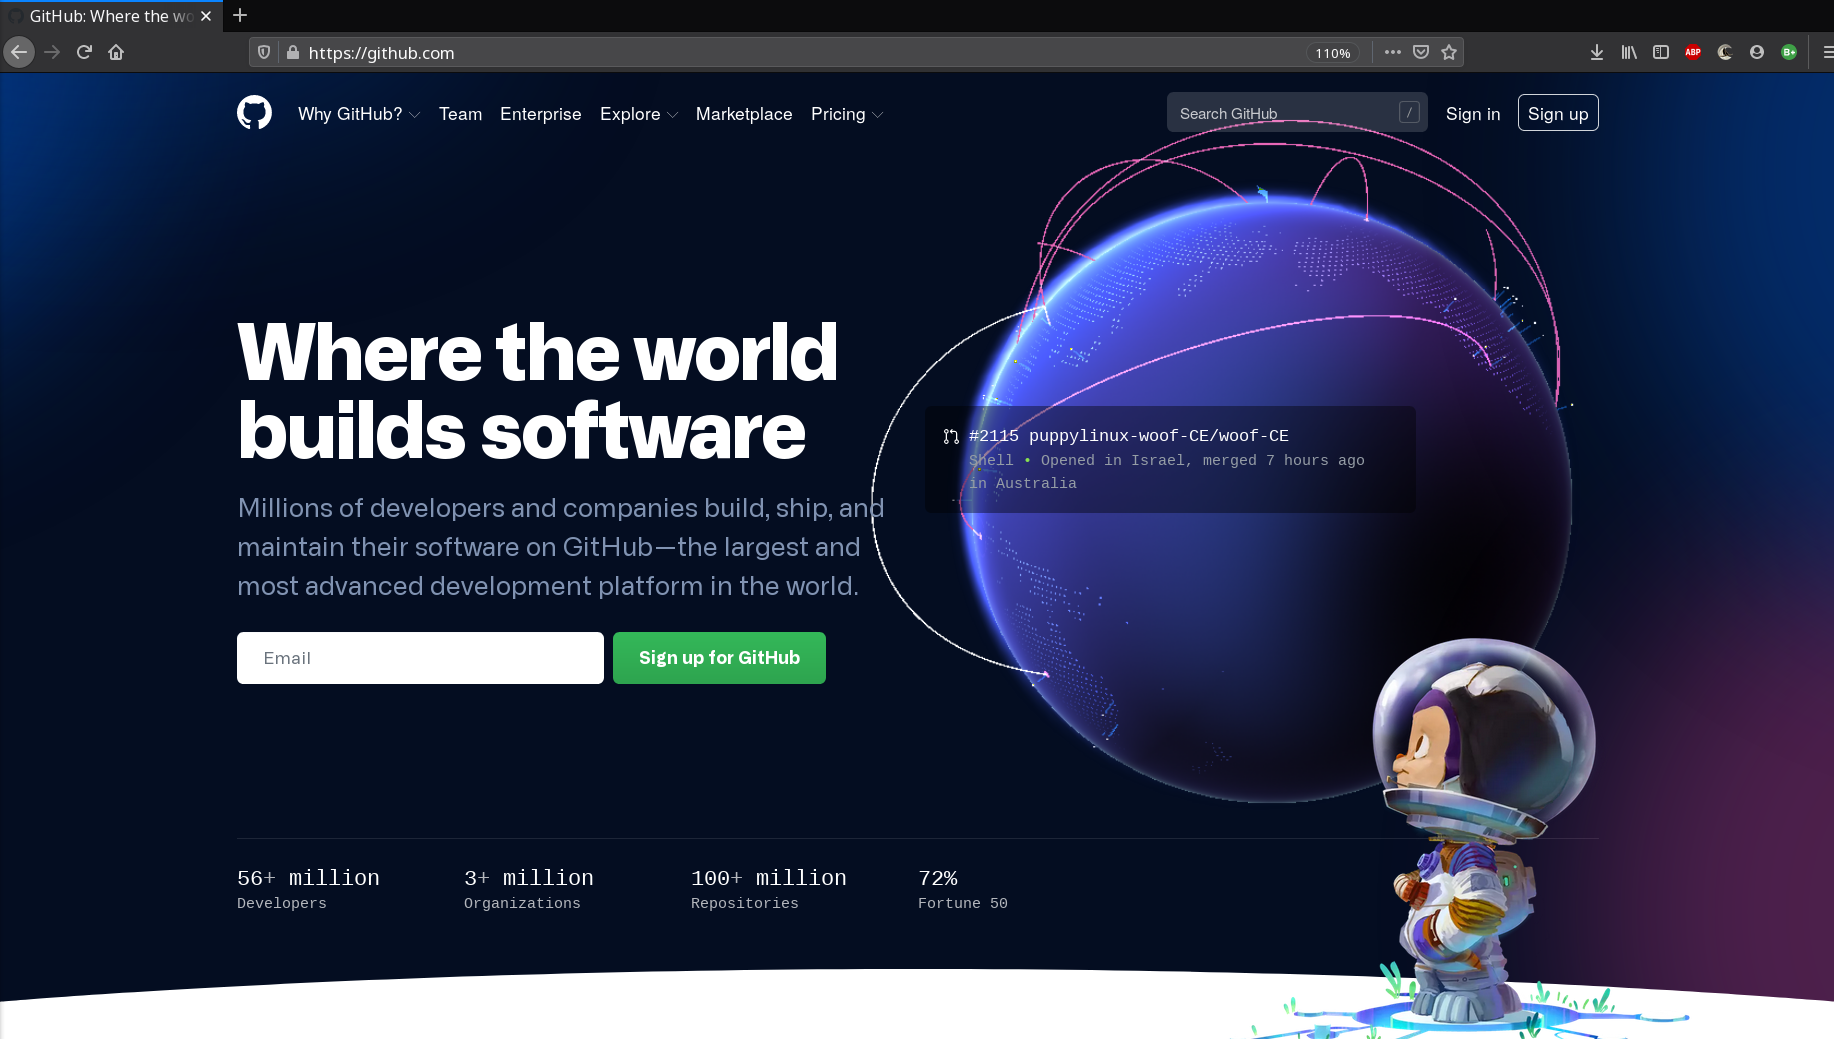 GitHub: Where the wo
https://github.com
110%
ABP
B+
Why GitHub?
Team
Enterprise
Explore
Marketplace
Pricing
Search GitHub
/
Sign in
Sign up
Where the world
builds software
#2115 puppylinux-woof-CE/woof-CE
Shell • Opened in Israel, merged 7 hours ago
in Australia
Millions of developers and companies build, ship, and
maintain their software on GitHub—the largest and
most advanced development platform in the world.
Email
Sign up for GitHub
56+ million
Developers
3+ million
Organizations
100+ million
Repositories
72%
Fortune 50